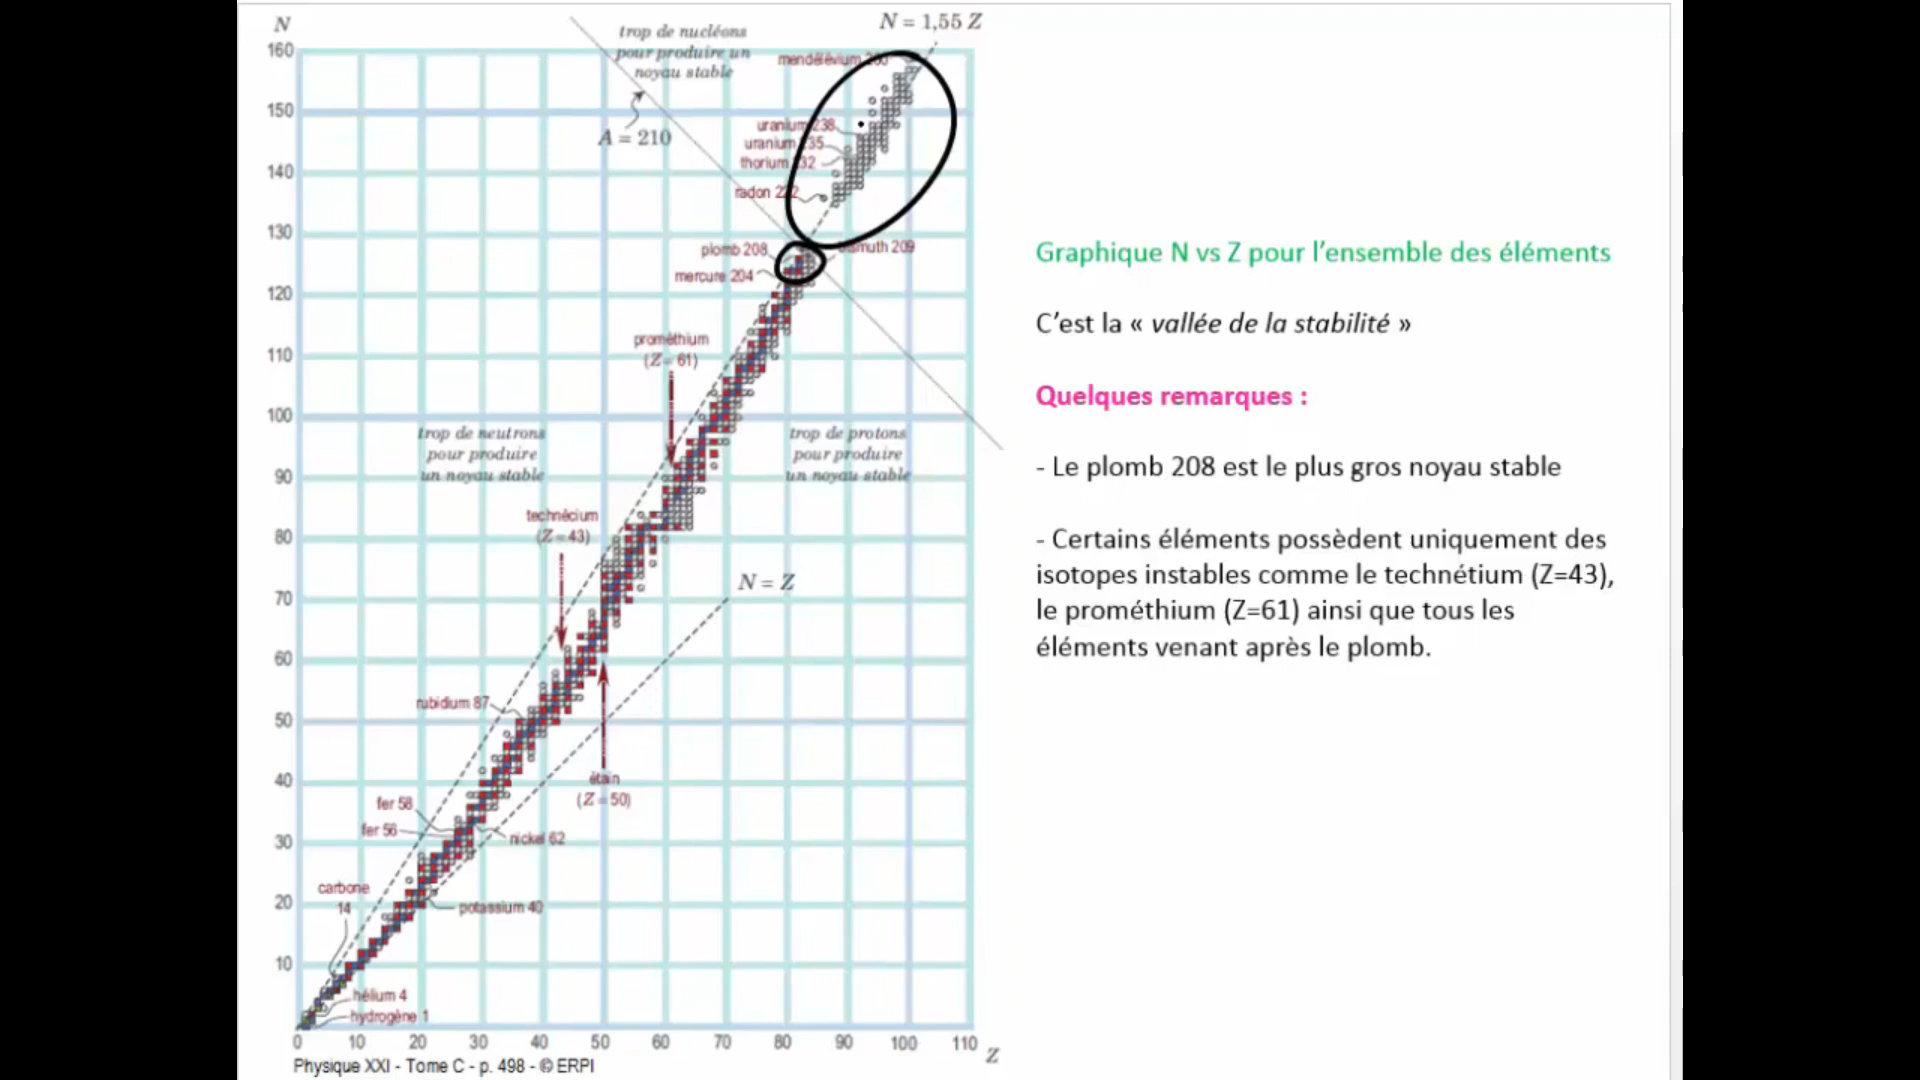 N
N = 1,55 Z
160
150
140
130
120
110
100
90
80
70
60
50
40
30
20
10
trop de nucléons
pour produire un
noyau stable
A = 210
mendélévium 260
uranium 238
uranium 235
thorium 232
radon 222
plomb 208
bismuth 209
mercure 204
prométhium
(Z = 61)
trop de neutrons
pour produire
un noyau stable
trop de protons
pour produire
un noyau stable
technécium
(Z = 43)
N = Z
rubidium 87
étain
(Z = 50)
fer 58
fer 56
nickel 62
carbone
14
potassium 40
hélium 4
hydrogène 1
0 10 20 30 40 50 60 70 80 90 100 110 Z
Physique XXI - Tome C - p. 498 - © ERPI
Graphique N vs Z pour l’ensemble des éléments
C’est la « vallée de la stabilité »
Quelques remarques :
- Le plomb 208 est le plus gros noyau stable
- Certains éléments possèdent uniquement des
isotopes instables comme le technétium (Z=43),
le prométhium (Z=61) ainsi que tous les
éléments venant après le plomb.